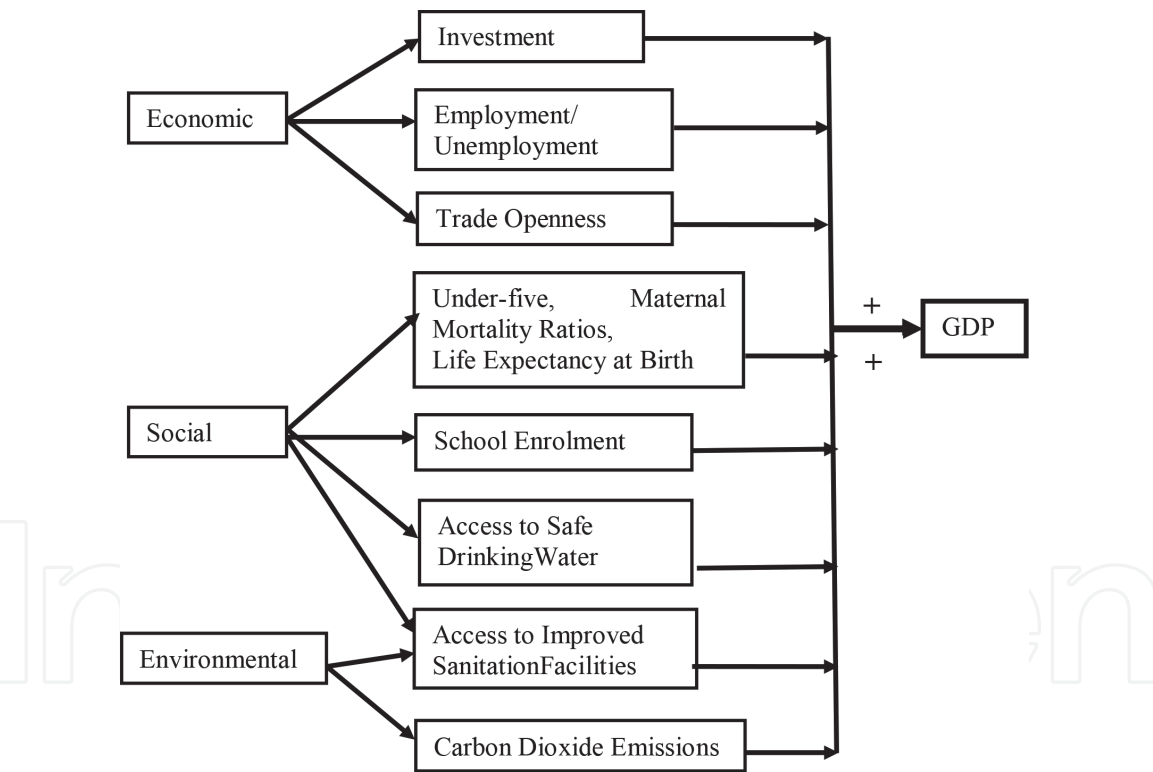 Investment
Economic
Employment/
Unemployment
Trade Openness
Under-five, Maternal
Mortality Ratios,
Life Expectancy at Birth
+
GDP
+
Social
School Enrolment
Access to Safe
DrinkingWater
Access to Improved
SanitationFacilities
Environmental
Carbon Dioxide Emissions